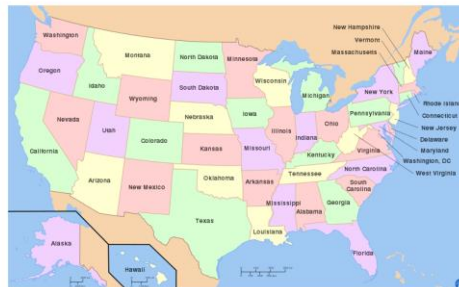 New Hampshire
Vermont
Massachusetts
Washington
Montana
North Dakota
Minnesota
Maine
Oregon
Idaho
Wyoming
South Dakota
Wisconsin
Michigan
New York
Rhode Island
Connecticut
New Jersey
Delaware
Maryland
Washington, DC
West Virginia
Nevada
Utah
Colorado
Nebraska
Iowa
Illinois
Indiana
Ohio
Pennsylvania
California
Kansas
Missouri
Kentucky
Virginia
Arizona
New Mexico
Oklahoma
Arkansas
Tennessee
North Carolina
South
Carolina
Texas
Louisiana
Mississippi
Alabama
Georgia
Florida
Alaska
Hawaii